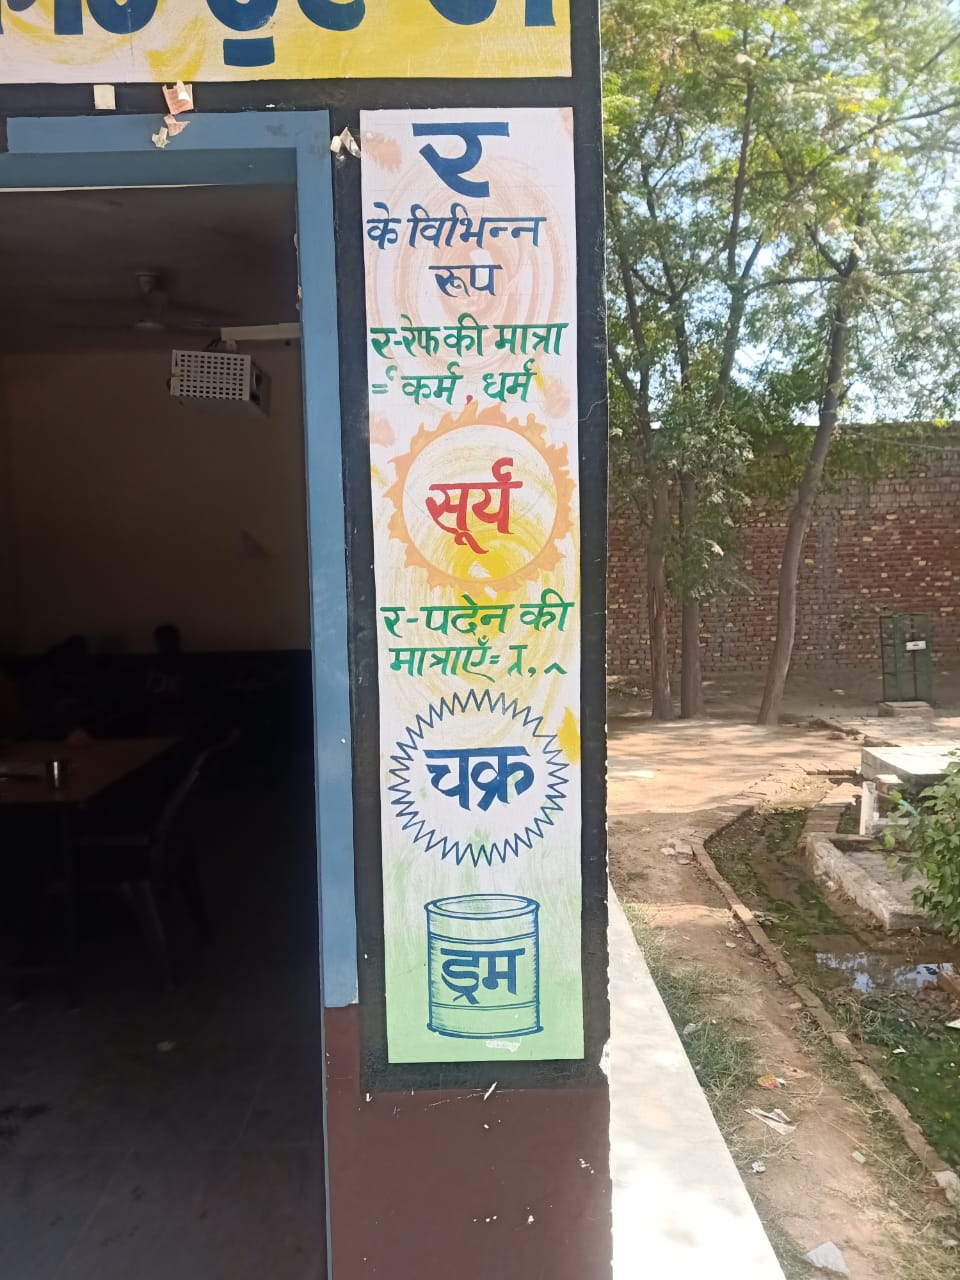 र
के विभिन्न
रूप
र-रेफ की मात्रा
=र्  कर्म, धर्म
सूर्य
र-पदेन की
मात्राएँ= ्र, ^
चक्र
ड्रम